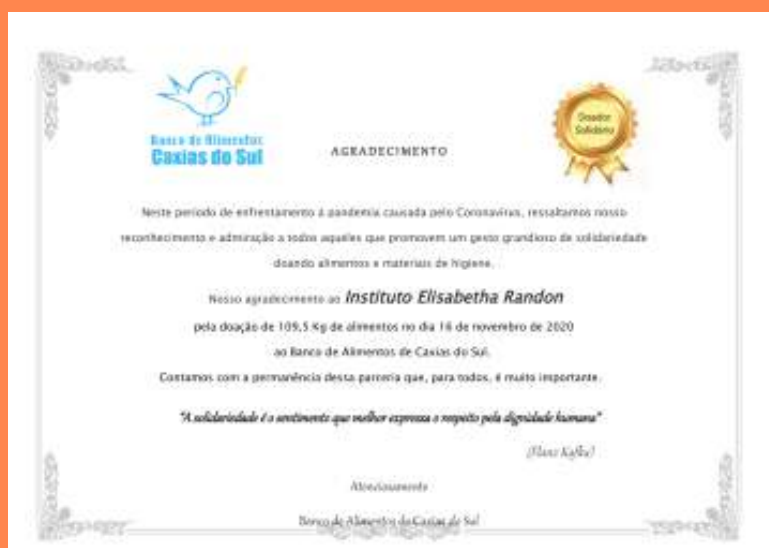 Banco de Alimentos
Caxias do Sul
AGRADECIMENTO
Doador
Solidário
Neste período de enfrentamento á pandemia causada pelo Coronavírus, ressaltamos nosso
reconhecimento e admiração a todos aqueles que promovem um gesto grandioso de solidariedade
doando alimentos e materiais de higiene.
Nosso agradecimento ao Instituto Elisabetha Randon
pela doação de 109,5 Kg de alimentos no dia 16 de novembro de 2020
ao Banco de Alimentos de Caxias do Sul.
Contamos com a permanência dessa parceria que, para todos, é muito importante.
"A solidariedade é o sentimento que melhor expressa o respeito pela dignidade humana"
(Franz Kafka)
Atenciosamente
Banco de Alimentos de Caxias do Sul